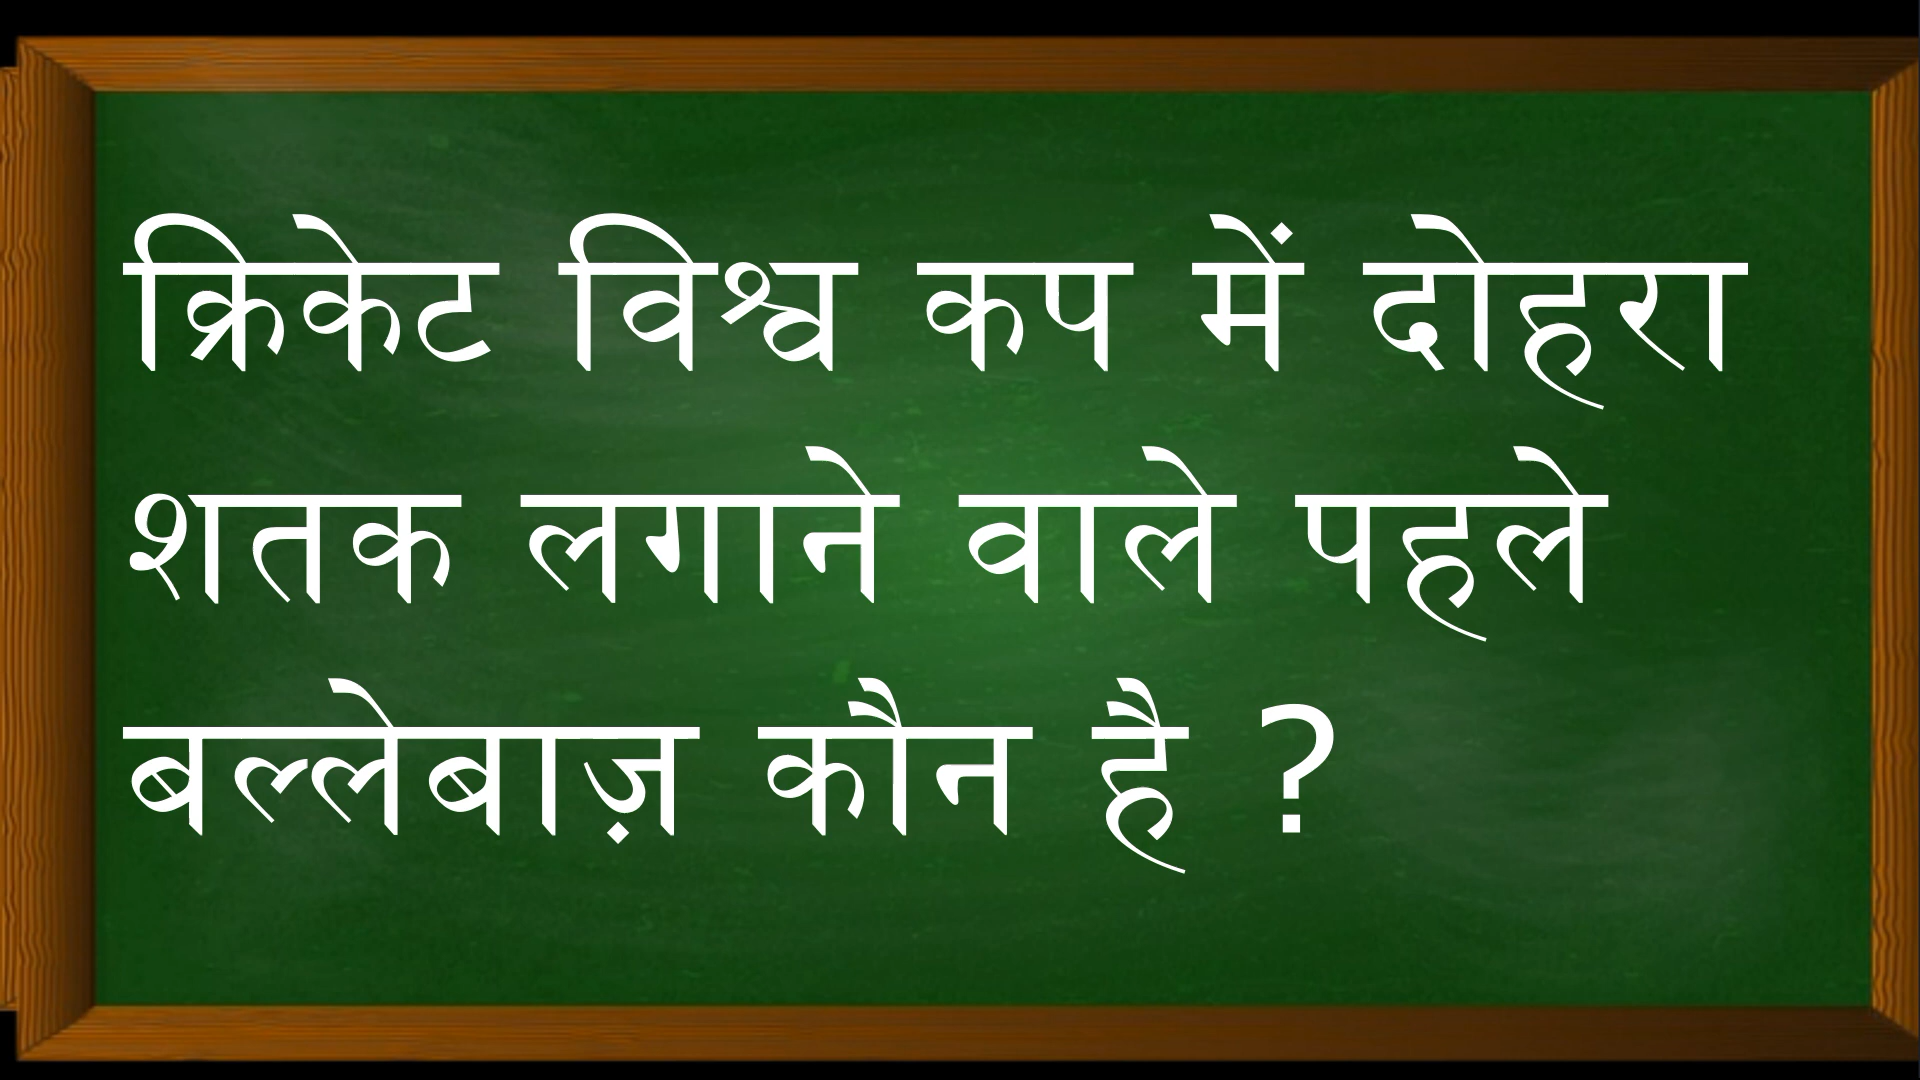 क्रिकेट विश्व कप में दोहरा
शतक लगाने वाले पहले
बल्लेबाज़ कौन है ?